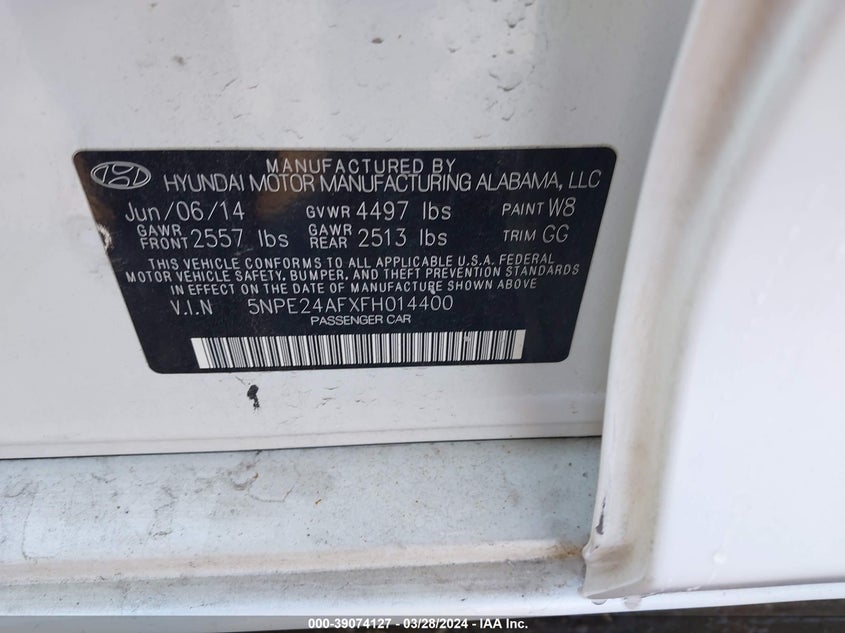 MANUFACTURED BY
HYUNDAI MOTOR MANUFACTURING ALABAMA, LLC
Jun/06/14 GVWR 4497 lbs PAINT W8
GAWR FRONT 2557 lbs GAWR REAR 2513 lbs TRIM GG
THIS VEHICLE CONFORMS TO ALL APPLICABLE U.S.A. FEDERAL
MOTOR VEHICLE SAFETY, BUMPER, AND THEFT PREVENTION STANDARDS
IN EFFECT ON THE DATE OF MANUFACTURE SHOWN ABOVE
V.I.N 5NPE24AFXFH014400
PASSENGER CAR
000-39074127 - 03/28/2024 - IAA Inc.